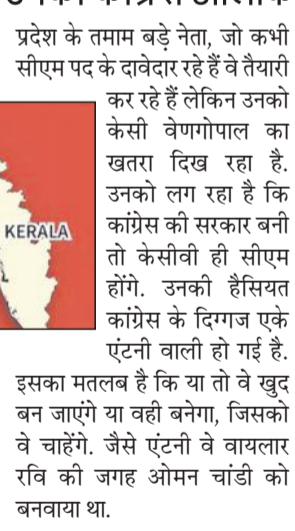 प्रदेश के तमाम बड़े नेता, जो कभी
सीएम पद के दावेदार रहे हैं वे तैयारी
कर रहे हैं लेकिन उनको
केसी वेणगोपाल का
खतरा दिख रहा है.
उनको लग रहा है कि
कांग्रेस की सरकार बनी
तो केसीवी ही सीएम
होंगे. उनकी हैसियत
कांग्रेस के दिग्गज एके
एंटनी वाली हो गई है.
इसका मतलब है कि या तो वे खुद
बन जाएंगे या वही बनेगा, जिसको
वे चाहेंगे. जैसे एंटनी वे वायलार
रवि की जगह ओमन चांडी को
बनवाया था.
KERALA